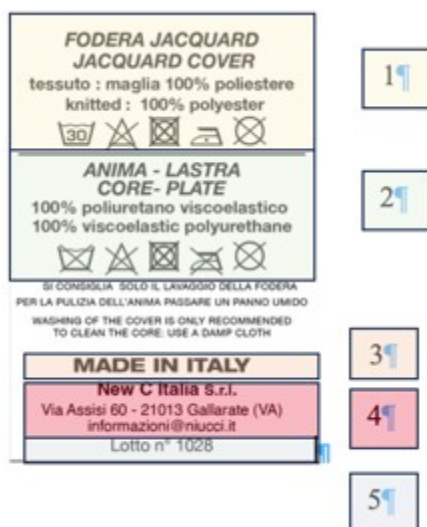 FODERA JACQUARD
JACQUARD COVER
tessuto : maglia 100% poliestere
knitted : 100% polyester
30
ANIMA - LASTRA
CORE- PLATE
100% poliuretano viscoelastico
100% viscoelastic polyurethane
SI CONSIGLIA SOLO IL LAVAGGIO DELLA FODERA
PER LA PULIZIA DELL'ANIMA PASSARE UN PANNO UMIDO
WASHING OF THE COVER IS ONLY RECOMMENDED
TO CLEAN THE CORE: USE A DAMP CLOTH
MADE IN ITALY
New C Italia S.r.l.
Via Assisi 60 - 21013 Gallarate (VA)
informazioni@niucci.it
Lotto n° 1028
¶
1¶
2¶
3¶
4¶
5¶